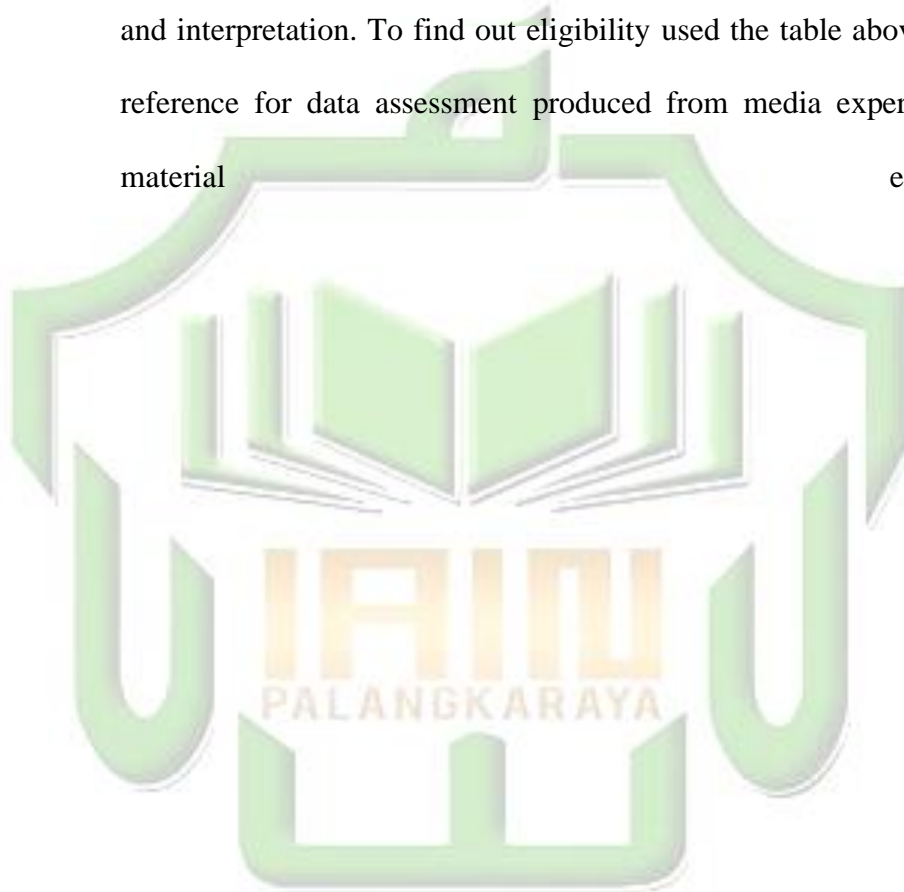 and interpretation. To find out eligibility used the table abov
reference for data assessment produced from media exper
material e
IAIN
PALANGKARAYA